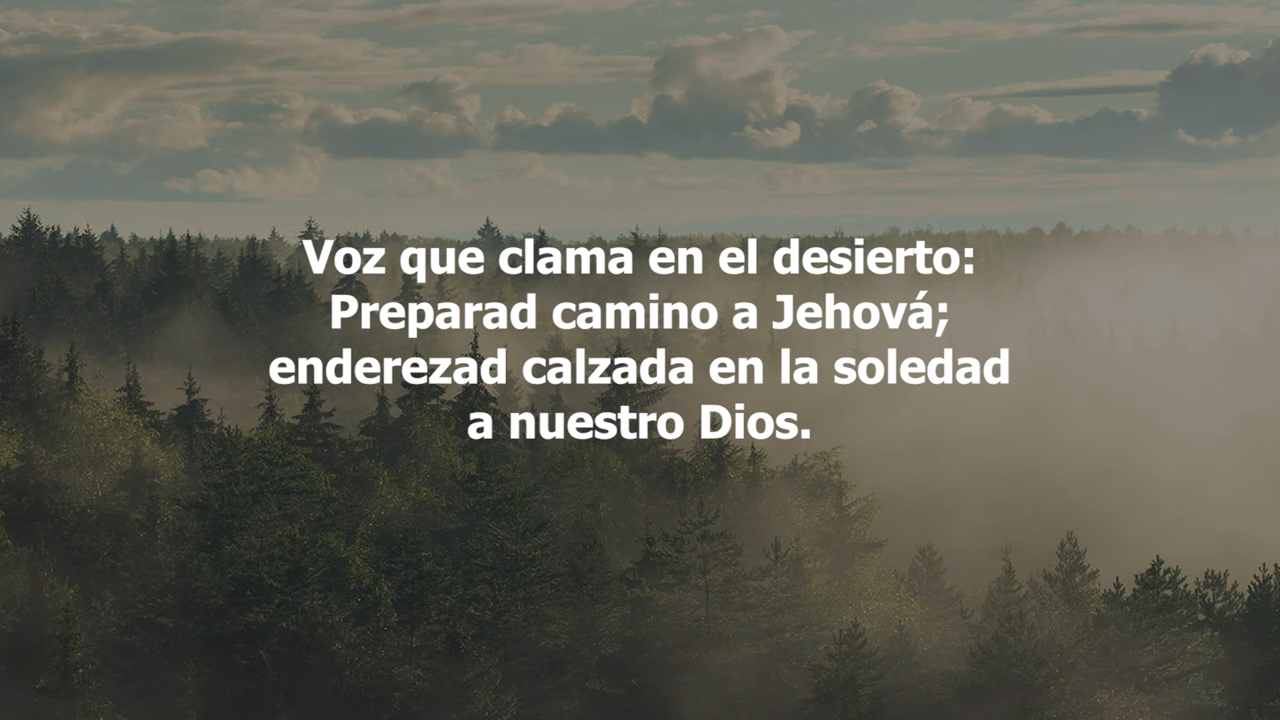 Voz que clama en el desierto:
Preparad camino a Jehová;
enderezad calzada en la soledad
a nuestro Dios.